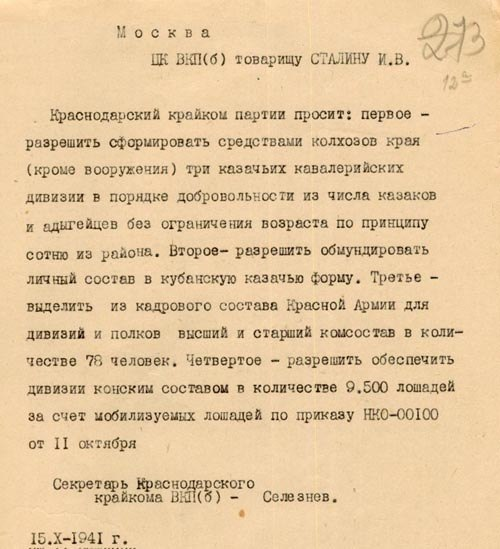 273
12а
Москва
ЦК ВКП(б) товарищу СТАЛИНУ И.В.
Краснодарский крайком партии просит: первое -
разрешить сформировать средствами колхозов края
(кроме вооружения) три казачьих кавалерийских
дивизии в порядке добровольности из числа казаков
и адыгейцев без ограничения возраста по принципу
сотню из района. Второе- разрешить обмундировать
личный состав в кубанскую казачью форму. Третье -
выделить из кадрового состава Красной Армии для
дивизий и полков высший и старший комсостав в коли-
честве 78 человек. Четвертое - разрешить обеспечить
дивизии конским составом в количестве 9.500 лошадей
за счет мобилизуемых лошадей по приказу НКО-00100
от II октября
Секретарь Краснодарского
крайкома ВКП(б) - Селезнев.
15.X-1941 г.